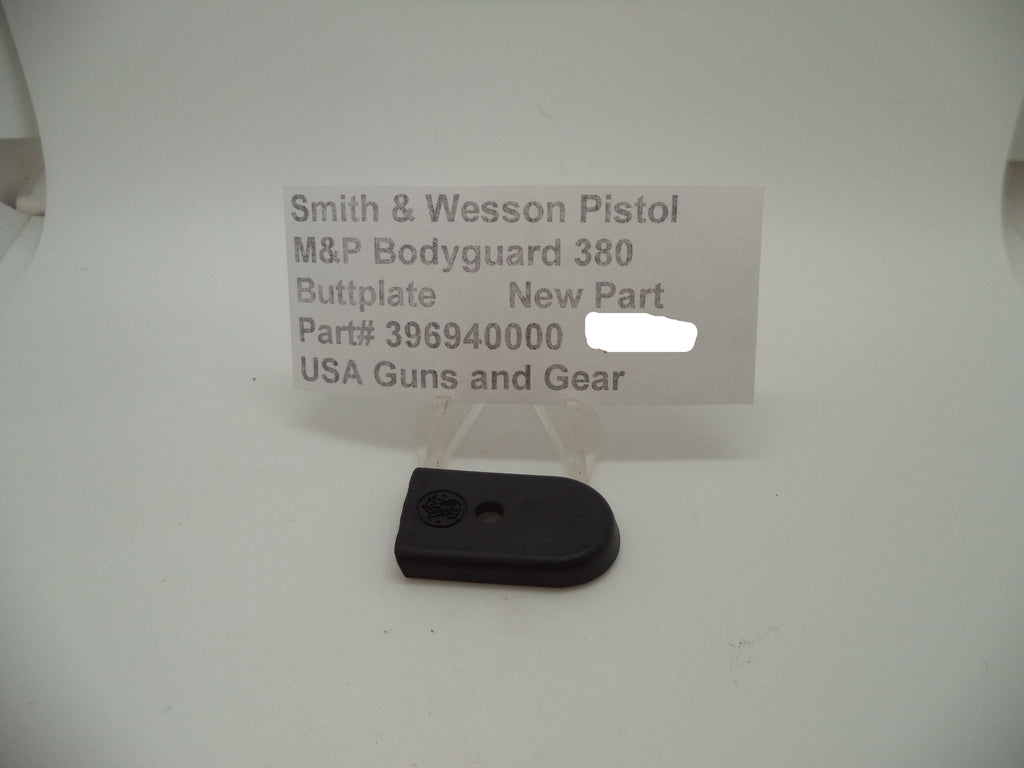 Smith & Wesson Pistol
M&P Bodyguard 380
Buttplate New Part
Part# 396940000
USA Guns and Gear